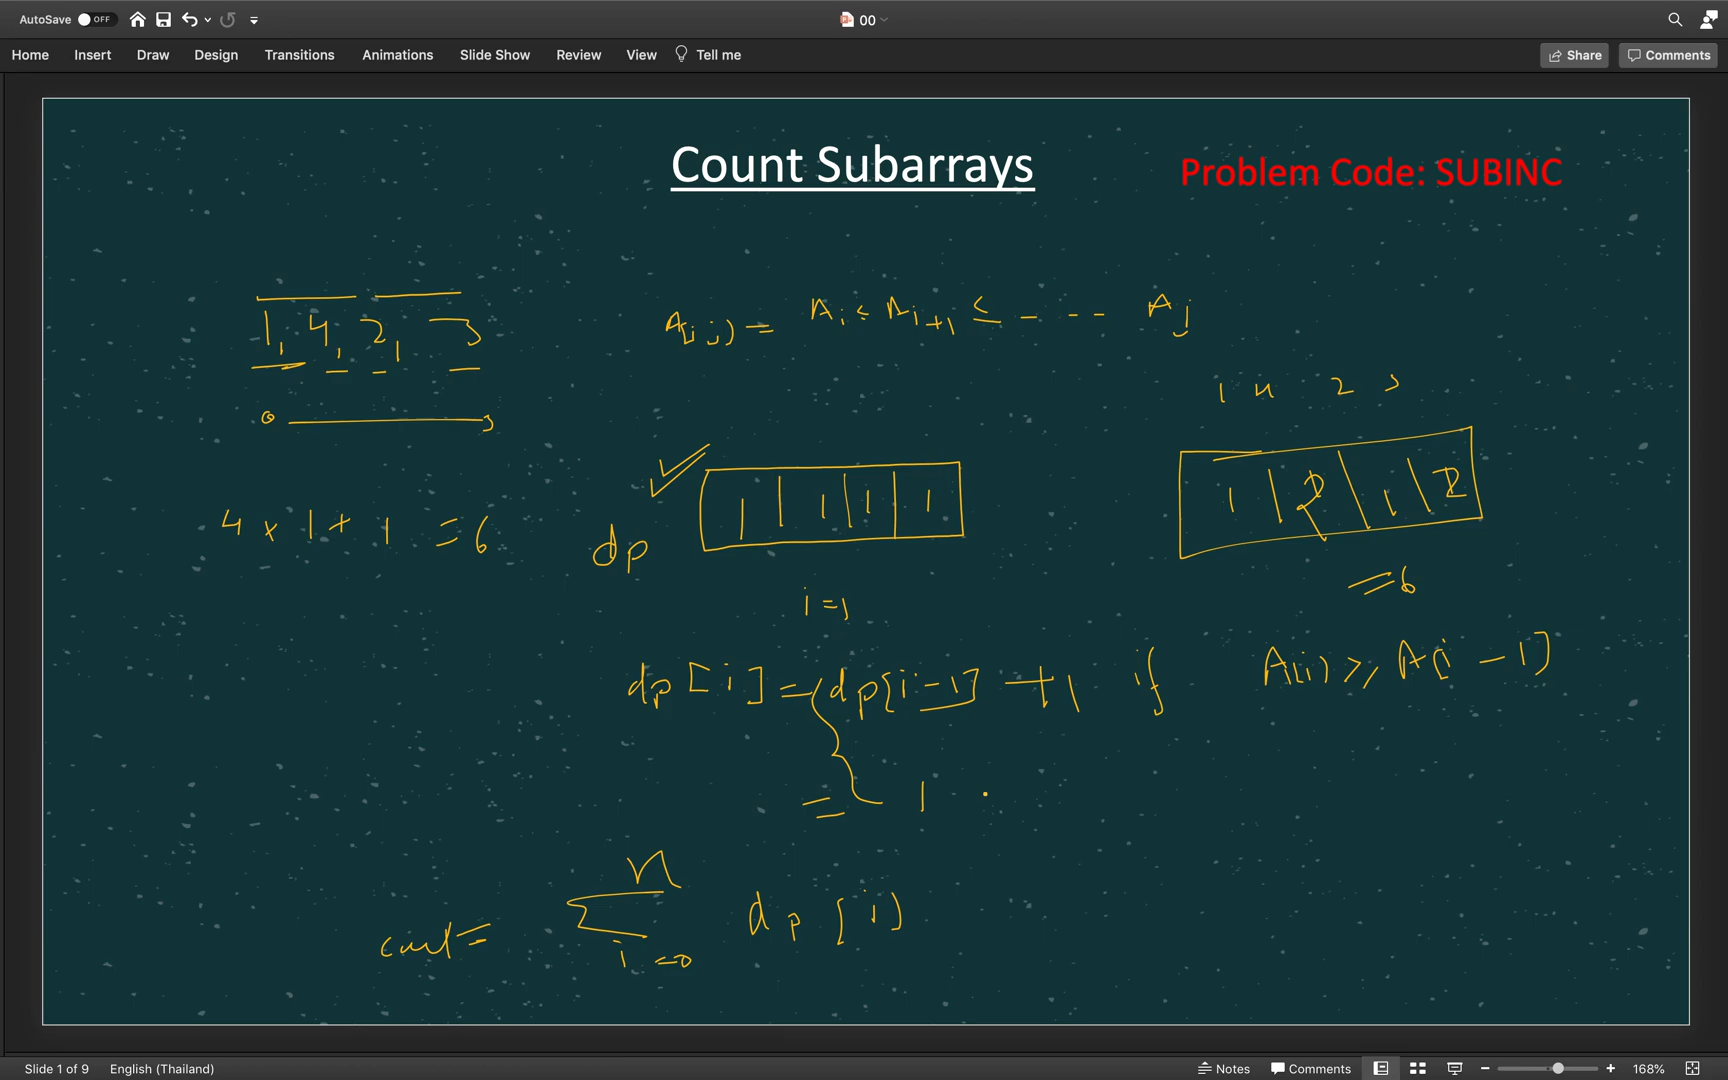 AutoSave OFF
00
Home Insert Draw Design Transitions Animations Slide Show Review View Tell me
Share Comments
Count Subarrays
Problem Code: SUBINC
1, 4, 2, 3
A(i,j) = Ai ≤ Ai+1 ≤ - - - Aj
1 4 2 3
1 1 1 1
1 2 1 2
4 x 1 + 1 = 6
dp
= 6
i = 1
dp[i] = { dp[i-1] + 1 if A(i) >= A[i-1]
= 1 .
n
count = Σ dp[i]
i = 0
Slide 1 of 9 English (Thailand)
Notes Comments 168%